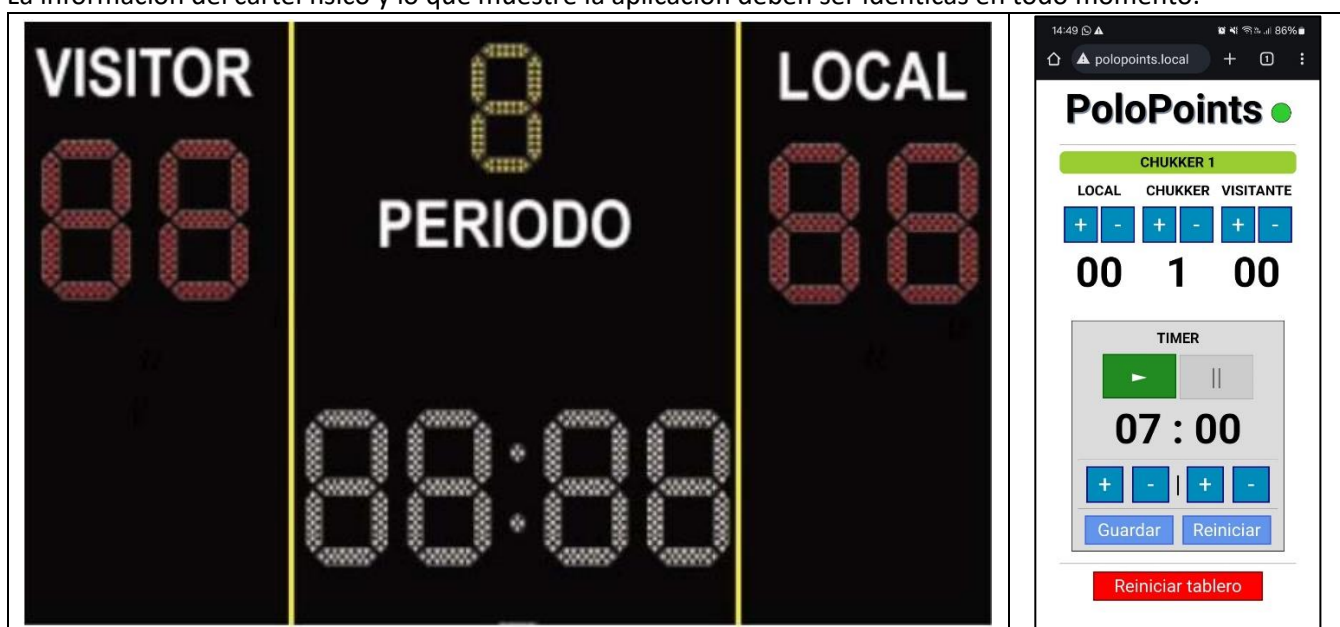 La información del cartel físico y lo que muestre la aplicación deben ser idénticas en todo momento.
VISITOR
8
LOCAL
88
88
PERIODO
88:88
14:49
86%
polopoints.local
+ 1
PoloPoints
CHUKKER 1
LOCAL CHUKKER VISITANTE
+ - + - + -
00 1 00
TIMER
07 : 00
+ - | + -
Guardar Reiniciar
Reiniciar tablero